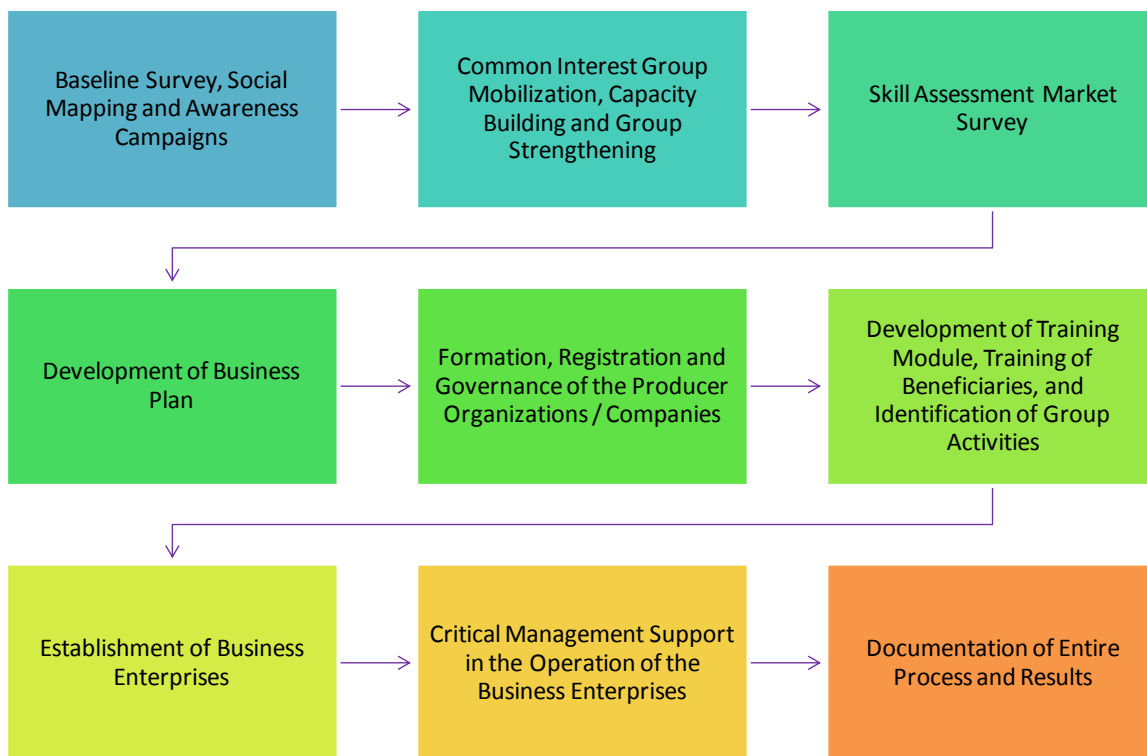 Baseline Survey, Social
Mapping and Awareness
Campaigns
Common Interest Group
Mobilization, Capacity
Building and Group
Strengthening
Skill Assessment Market
Survey
Development of Business
Plan
Formation, Registration and
Governance of the Producer
Organizations / Companies
Development of Training
Module, Training of
Beneficiaries, and
Identification of Group
Activities
Establishment of Business
Enterprises
Critical Management Support
in the Operation of the
Business Enterprises
Documentation of Entire
Process and Results